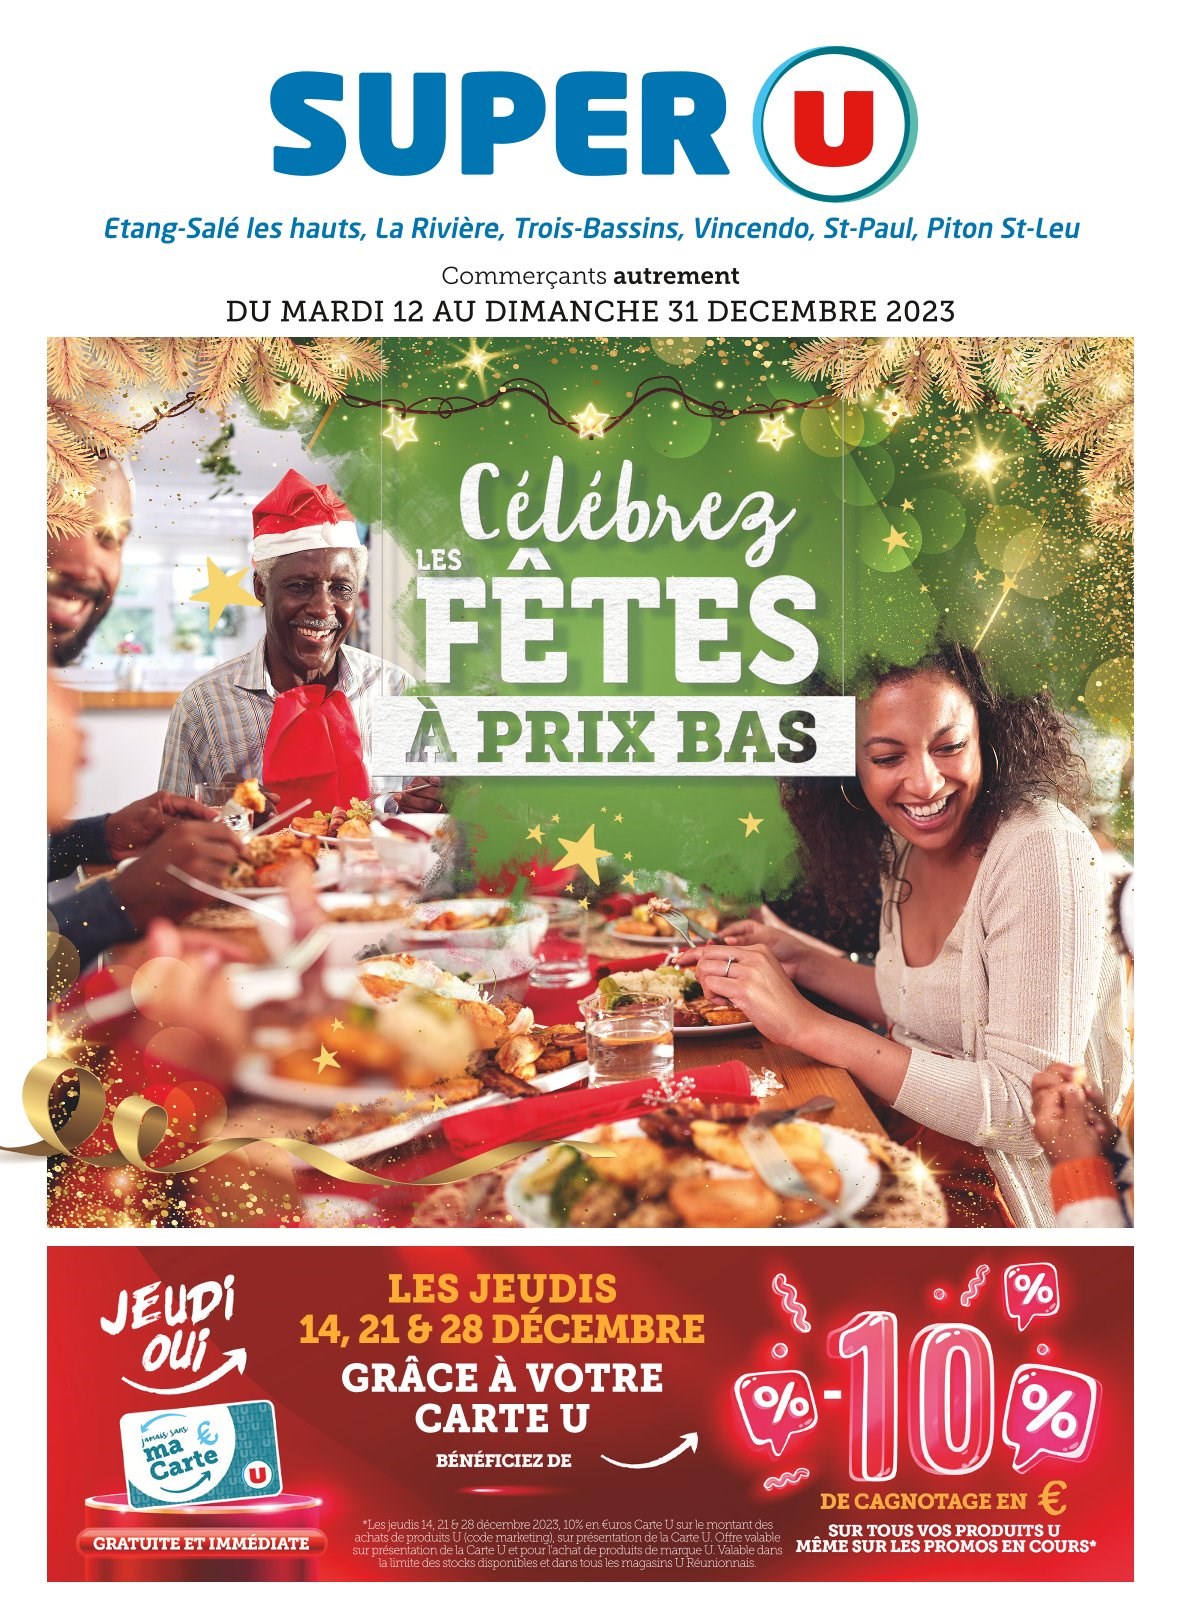 SUPER U
Etang-Salé les hauts, La Rivière, Trois-Bassins, Vincendo, St-Paul, Piton St-Leu
Commerçants autrement
DU MARDI 12 AU DIMANCHE 31 DECEMBRE 2023
Célébrez
LES
FÊTES
À PRIX BAS
JEUDI
OUI
jamais sans
ma
Carte
€
U
GRATUITE ET IMMÉDIATE
LES JEUDIS
14, 21 & 28 DÉCEMBRE
GRÂCE À VOTRE
CARTE U
BÉNÉFICIEZ DE
*Les jeudis 14, 21 & 28 décembre 2023, 10% en €uros Carte U sur le montant des
achats de produits U (code marketing), sur présentation de la Carte U. Offre valable
sur présentation de la Carte U et pour l'achat de produits de marque U. Valable dans
la limite des stocks disponibles et dans tous les magasins U Réunionnais.
%
% -10 %
DE CAGNOTAGE EN €
SUR TOUS VOS PRODUITS U
MÊME SUR LES PROMOS EN COURS*